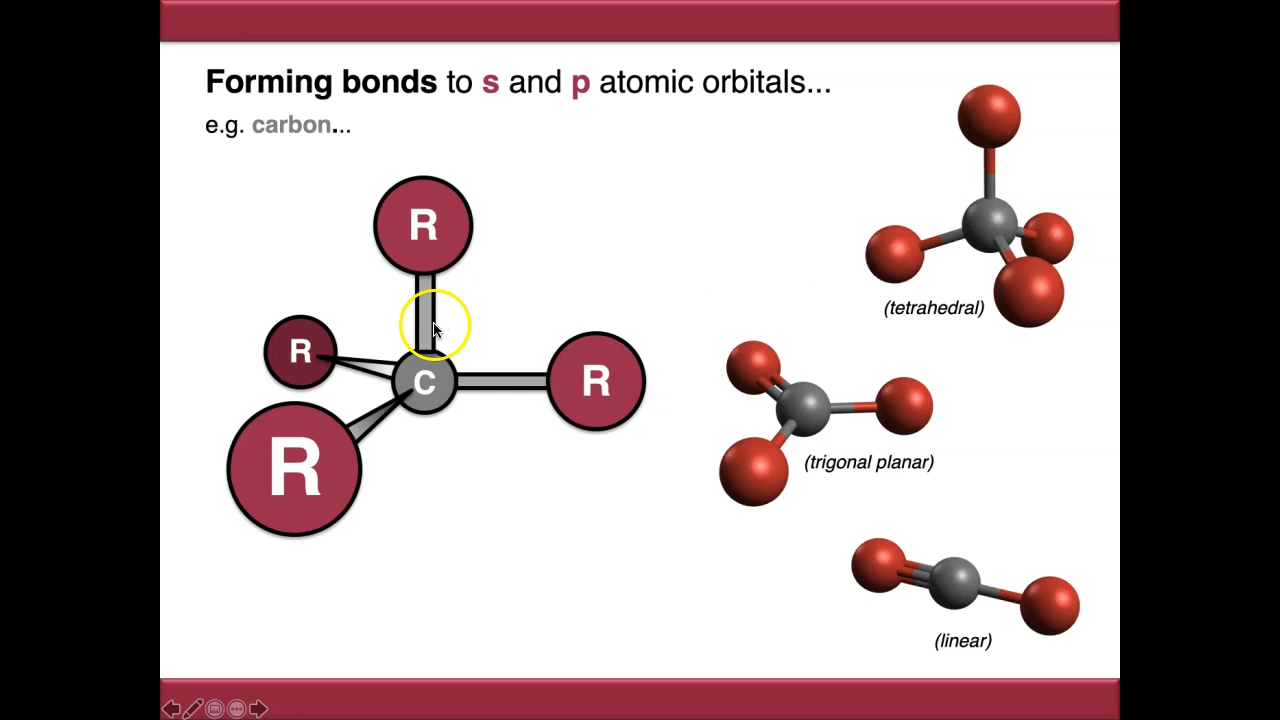 Forming bonds to s and p atomic orbitals...
e.g. carbon...
R
R
C
R
R
(tetrahedral)
(trigonal planar)
(linear)